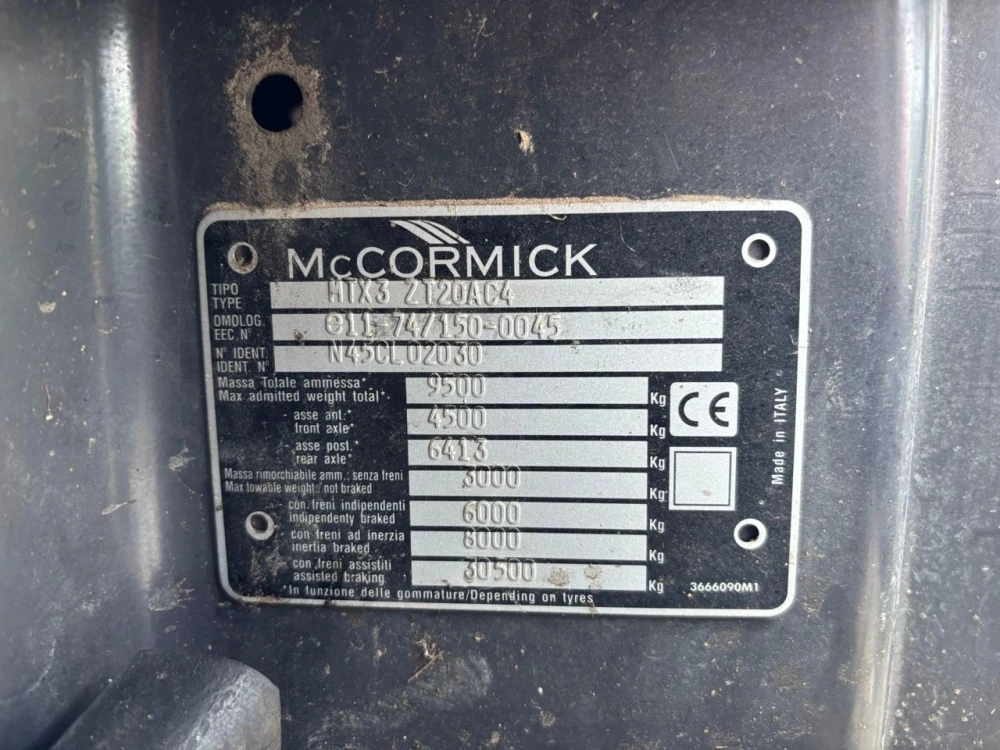 McCORMICK
TIPO
TYPE
MTX3 ZT20AC4
OMOLOG.
EEC. N°
e11-74/150-0045
N° IDENT.
IDENT. N°
N45CL02030
Massa Totale ammessa*
Max admitted weight total*
9500 Kg
asse ant.*
front axle*
4500 Kg
asse post.*
rear axle*
6413 Kg
Massa rimorchiabile amm.: senza freni
Max towable weight / not braked
3000 Kg
con freni indipendenti
independenty braked
6000 Kg
con freni ad inerzia
inertia braked
8000 Kg
con freni assistiti
assisted braking
30500 Kg
*In funzione delle gommature/Depending on tyres
CE
Made in ITALY
3666090M1